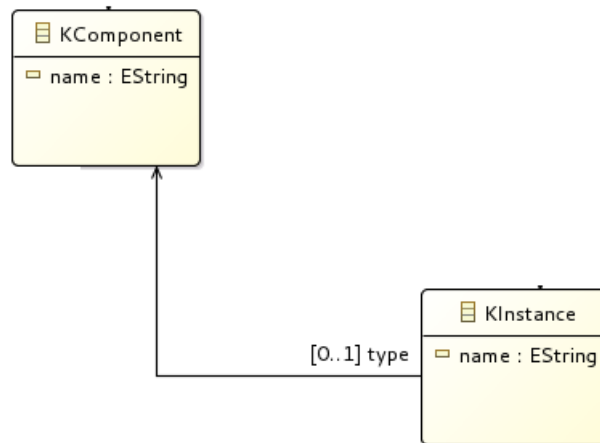 KComponent
name : EString
KInstance
[0..1] type
name : EString